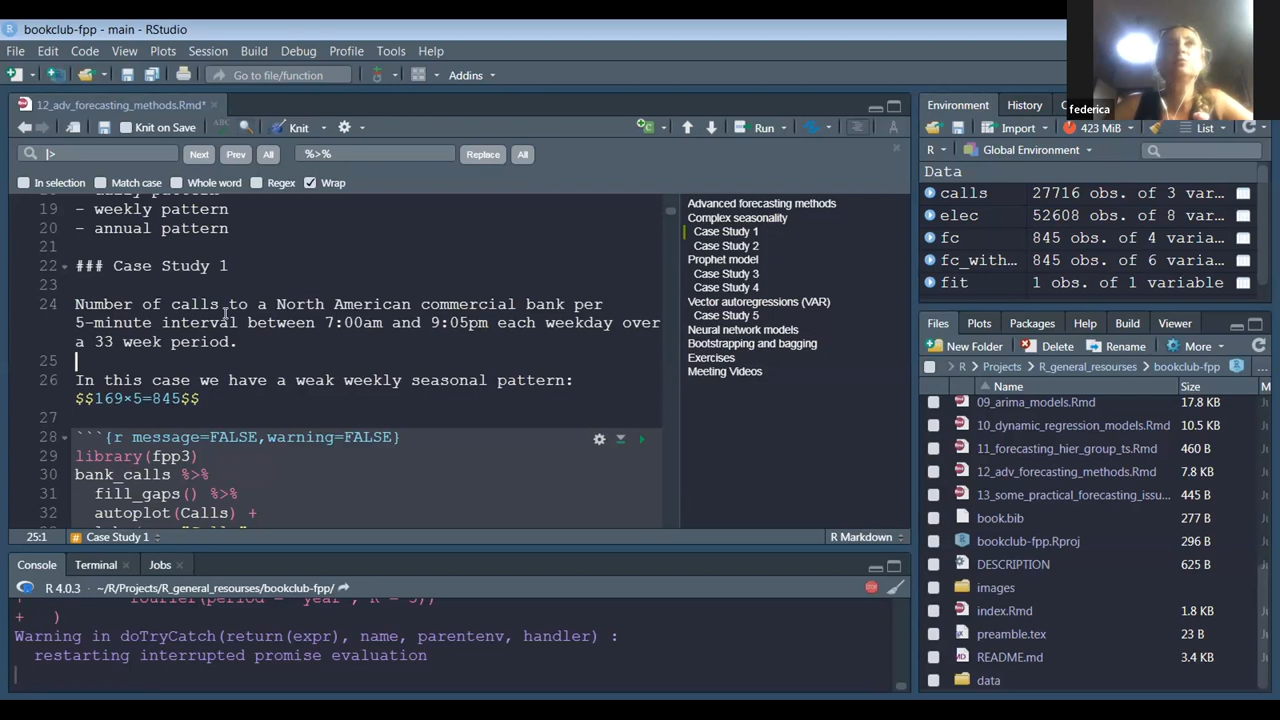 bookclub-fpp - main - RStudio
File Edit Code View Plots Session Build Debug Profile Tools Help
Go to file/function Addins
federica
12_adv_forecasting_methods.Rmd*
Knit on Save Knit Run
|> Next Prev All %>% Replace All
In selection Match case Whole word Regex Wrap
19 - weekly pattern
20 - annual pattern
21
22 ### Case Study 1
23
24 Number of calls to a North American commercial bank per
5-minute interval between 7:00am and 9:05pm each weekday over
a 33 week period.
25
26 In this case we have a weak weekly seasonal pattern:
$$169×5=845$$
27
28 ```{r message=FALSE,warning=FALSE}
29 library(fpp3)
30 bank_calls %>%
31 fill_gaps() %>%
32 autoplot(Calls) +
Advanced forecasting methods
Complex seasonality
Case Study 1
Case Study 2
Prophet model
Case Study 3
Case Study 4
Vector autoregressions (VAR)
Case Study 5
Neural network models
Bootstrapping and bagging
Exercises
Meeting Videos
25:1 Case Study 1 R Markdown
Console Terminal Jobs
R 4.0.3 · ~/R/Projects/R_general_resourses/bookclub-fpp/
+ )
Warning in doTryCatch(return(expr), name, parentenv, handler) :
restarting interrupted promise evaluation
Environment History
Import 423 MiB List
R Global Environment
Data
calls 27716 obs. of 3 var...
elec 52608 obs. of 8 var...
fc 845 obs. of 4 varia...
fc_with... 845 obs. of 6 varia...
fit 1 obs. of 1 variable
Files Plots Packages Help Build Viewer
New Folder Delete Rename More
R Projects R_general_resourses bookclub-fpp ...
Name Size
09_arima_models.Rmd 17.8 KB
10_dynamic_regression_models.Rmd 10.5 KB
11_forecasting_hier_group_ts.Rmd 460 B
12_adv_forecasting_methods.Rmd 7.8 KB
13_some_practical_forecasting_issu... 445 B
book.bib 277 B
bookclub-fpp.Rproj 296 B
DESCRIPTION 625 B
images
index.Rmd 1.8 KB
preamble.tex 23 B
README.md 3.4 KB
data